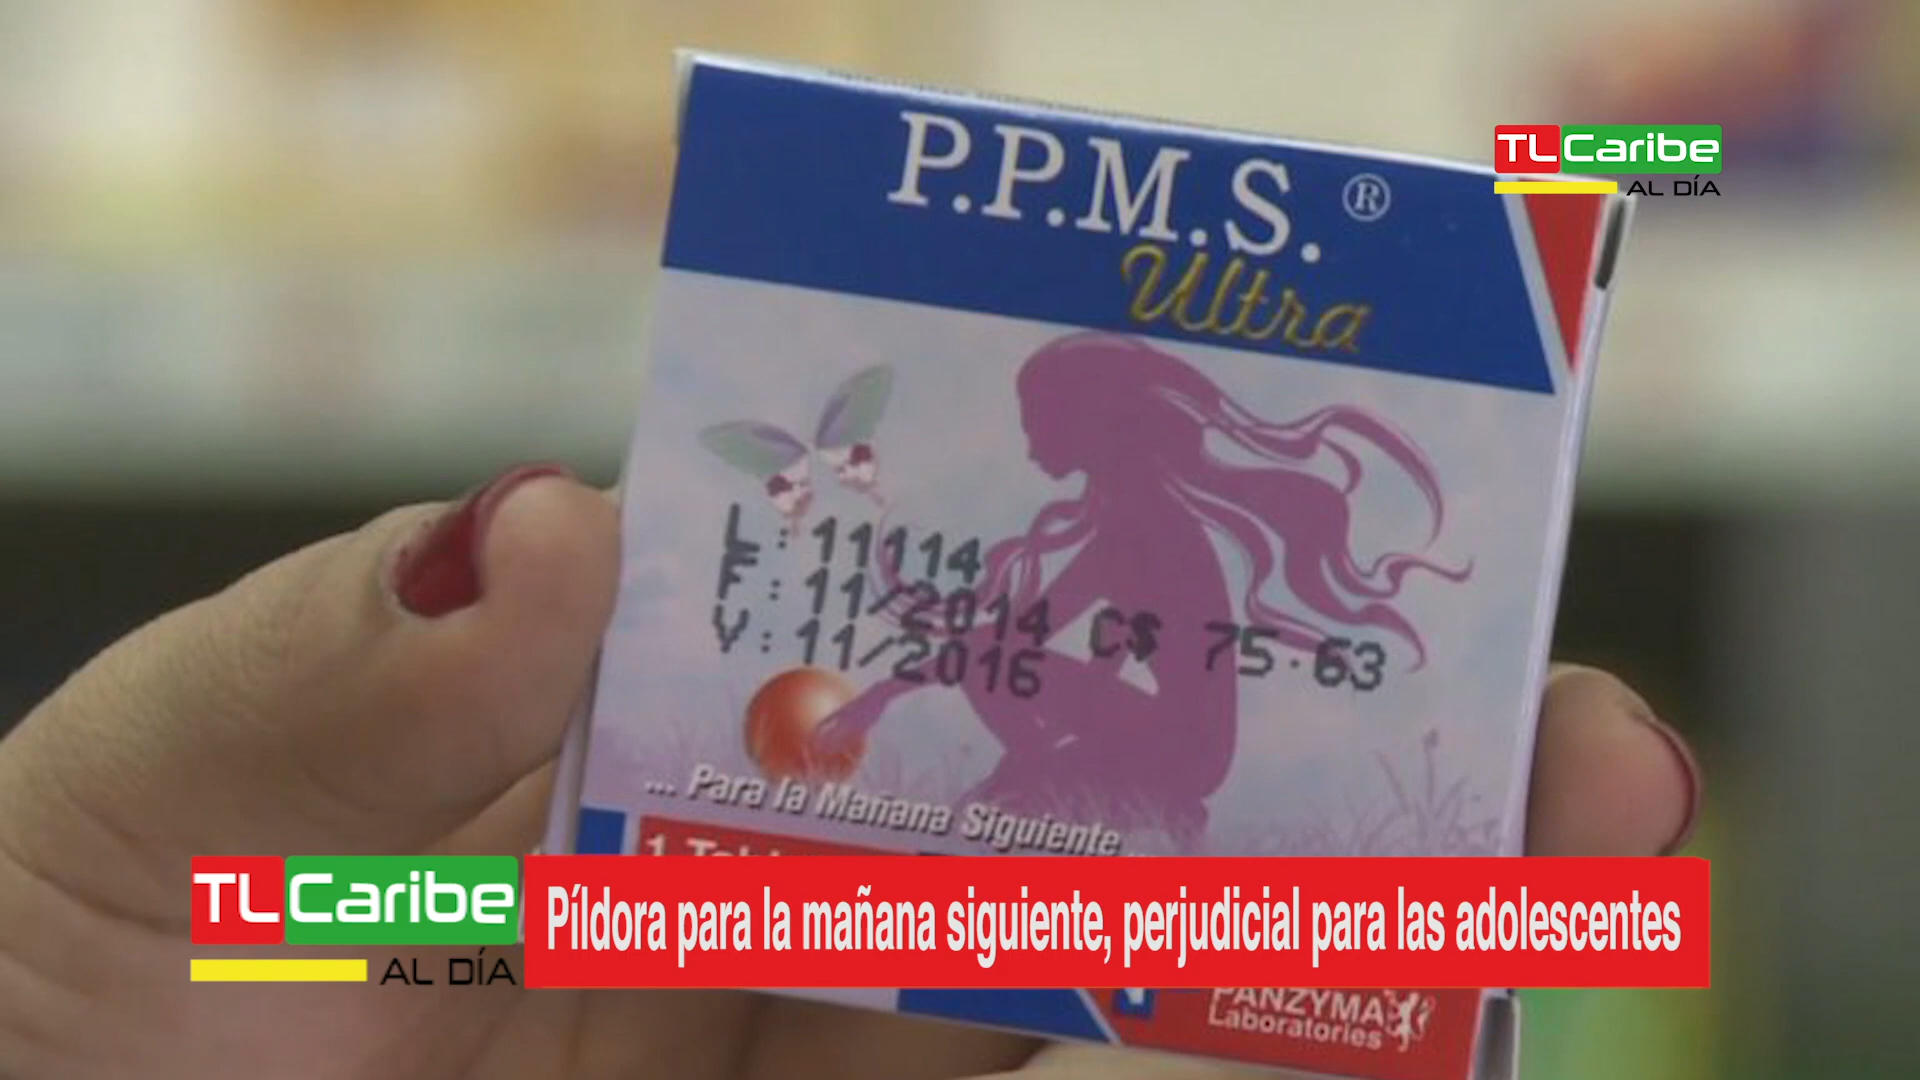 P.P.M.S.®
Ultra
TLCaribe
AL DÍA
L: 11114
F: 11/2014 C$ 75.63
V: 11/2016
... Para la Mañana Siguiente ...
1
TLCaribe
AL DÍA
Píldora para la mañana siguiente, perjudicial para las adolescentes
PANZYMA
Laboratories